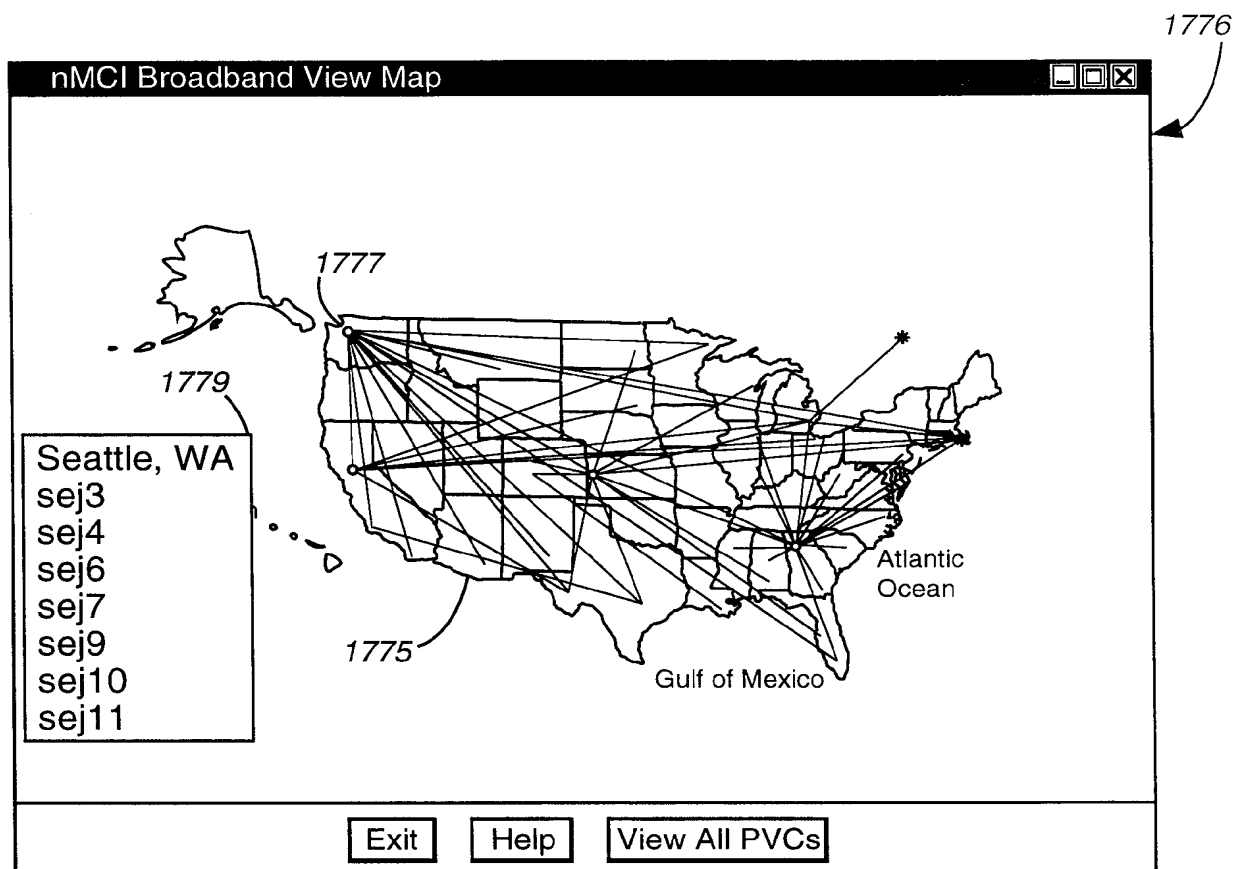 1776
nMCI Broadband View Map
1777
1779
Seattle, WA
sej3
sej4
sej6
sej7
sej9
sej10
sej11
Atlantic
Ocean
1775
Gulf of Mexico
Exit
Help
View All PVCs